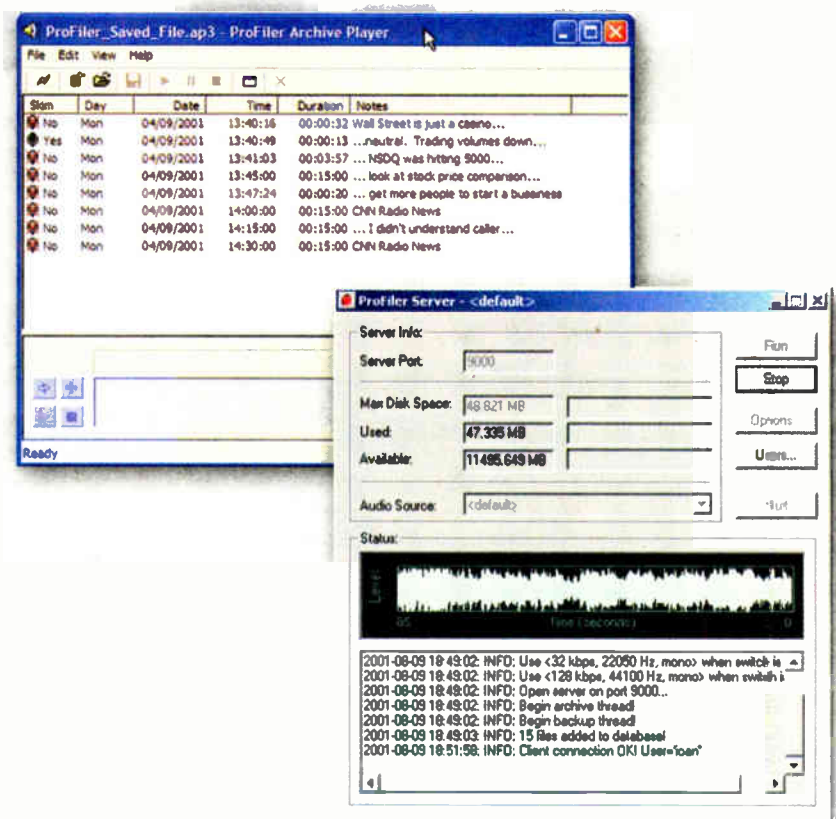 ProFiler_Saved_File.ap3 - ProFiler Archive Player
File Edit View Help
Skim Day Date Time Duration Notes
No Mon 04/09/2001 13:40:16 00:00:32 Wall Street is just a casino...
Yes Mon 04/09/2001 13:40:49 00:00:13 ...neutral. Trading volumes down...
No Mon 04/09/2001 13:41:03 00:03:57 ... NSDQ was hitting 5000...
No Mon 04/09/2001 13:45:00 00:15:00 ... look at stock price comparison...
No Mon 04/09/2001 13:47:24 00:00:20 ... get more people to start a business
No Mon 04/09/2001 14:00:00 00:15:00 CNN Radio News
No Mon 04/09/2001 14:15:00 00:15:00 ... I didn't understand caller...
No Mon 04/09/2001 14:30:00 00:15:00 CNN Radio News
Ready
ProFiler Server - <default>
Server Info:
Server Port: 9000
Run
Stop
Max Disk Space: 48.821 MB
Options
Used: 47.335 MB
Available: 11495.649 MB
Users...
Audio Source: <default>
Status:
Level
85 Time (seconds) 0
2001-08-09 18:49:02: INFO: Use <32 kbps, 22050 Hz, mono> when switch is
2001-08-09 18:49:02: INFO: Use <128 kbps, 44100 Hz, mono> when switch i
2001-08-09 18:49:02: INFO: Open server on port 9000...
2001-08-09 18:49:02: INFO: Begin archive thread!
2001-08-09 18:49:02: INFO: Begin backup thread!
2001-08-09 18:49:03: INFO: 15 files added to database!
2001-08-09 18:51:58: INFO: Client connection OK! User="ioan"